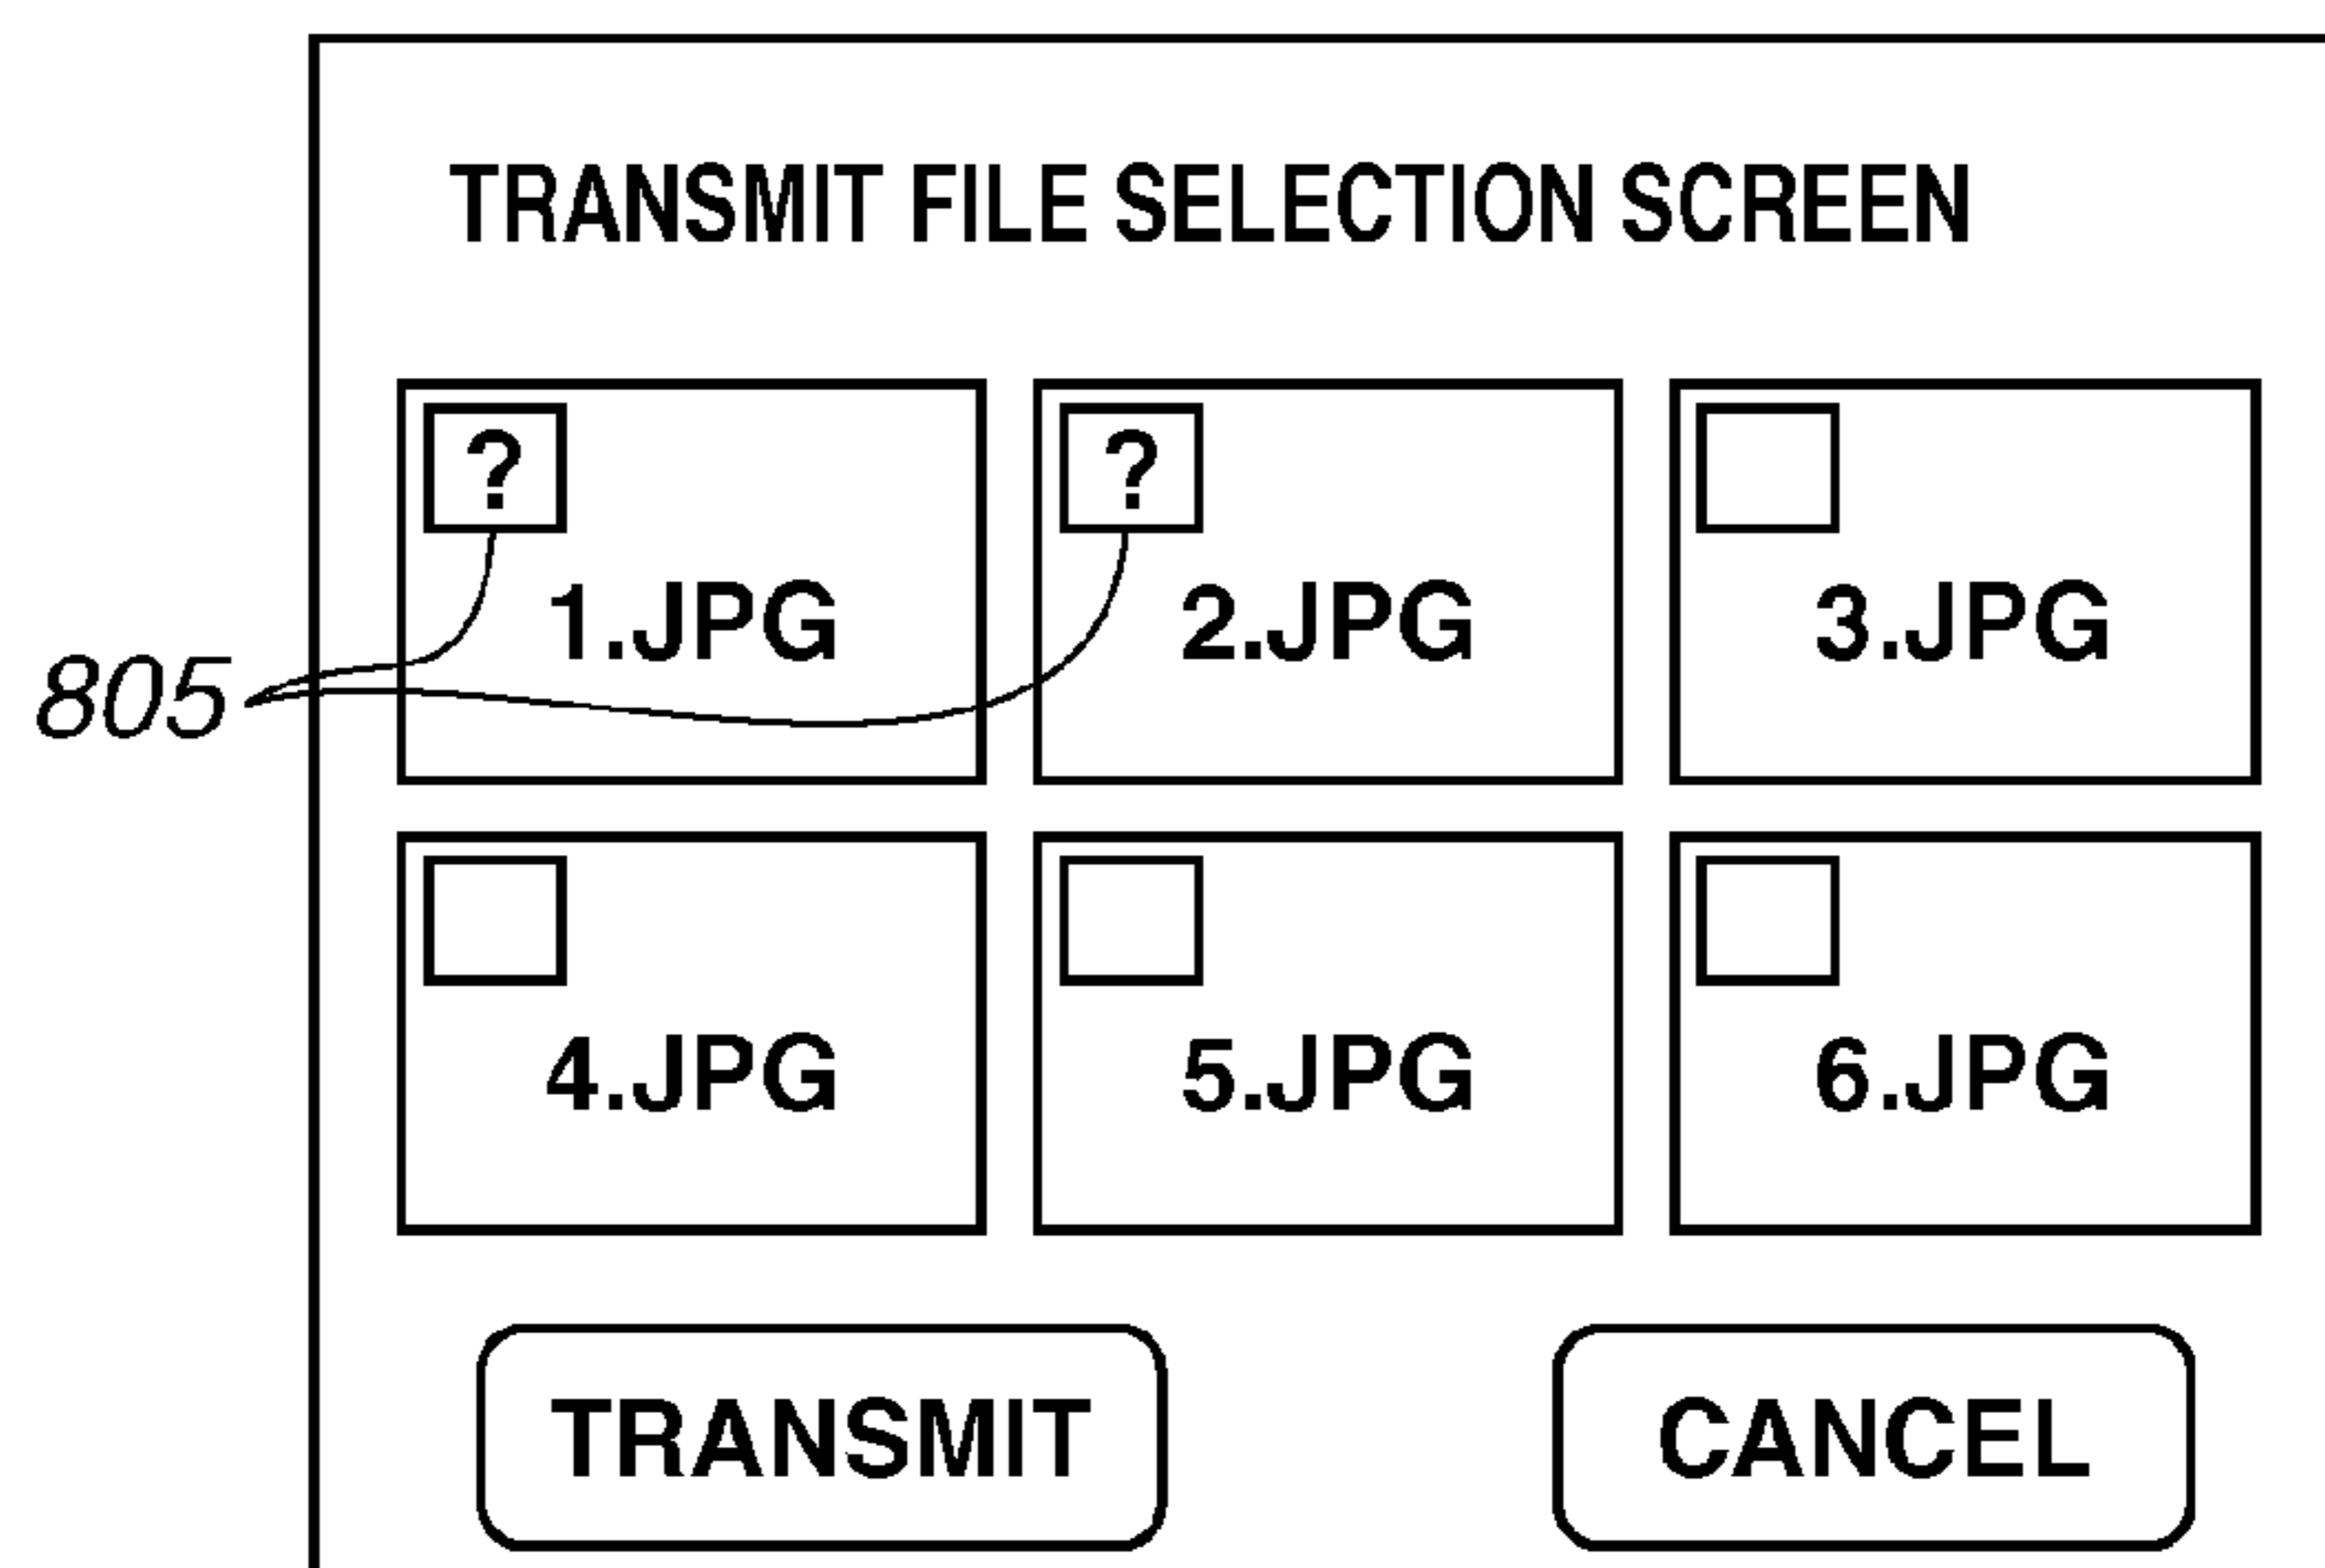 TRANSMIT FILE SELECTION SCREEN
? ?
1.JPG 2.JPG 3.JPG
805
4.JPG 5.JPG 6.JPG
TRANSMIT CANCEL